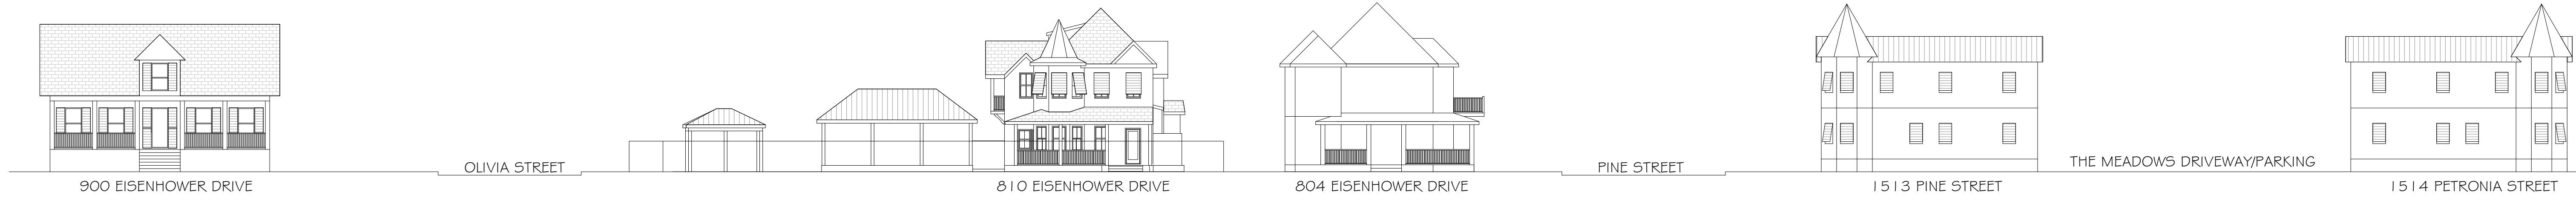 900 EISENHOWER DRIVE
OLIVIA STREET
810 EISENHOWER DRIVE
804 EISENHOWER DRIVE
PINE STREET
1513 PINE STREET
THE MEADOWS DRIVEWAY/PARKING
1514 PETRONIA STREET